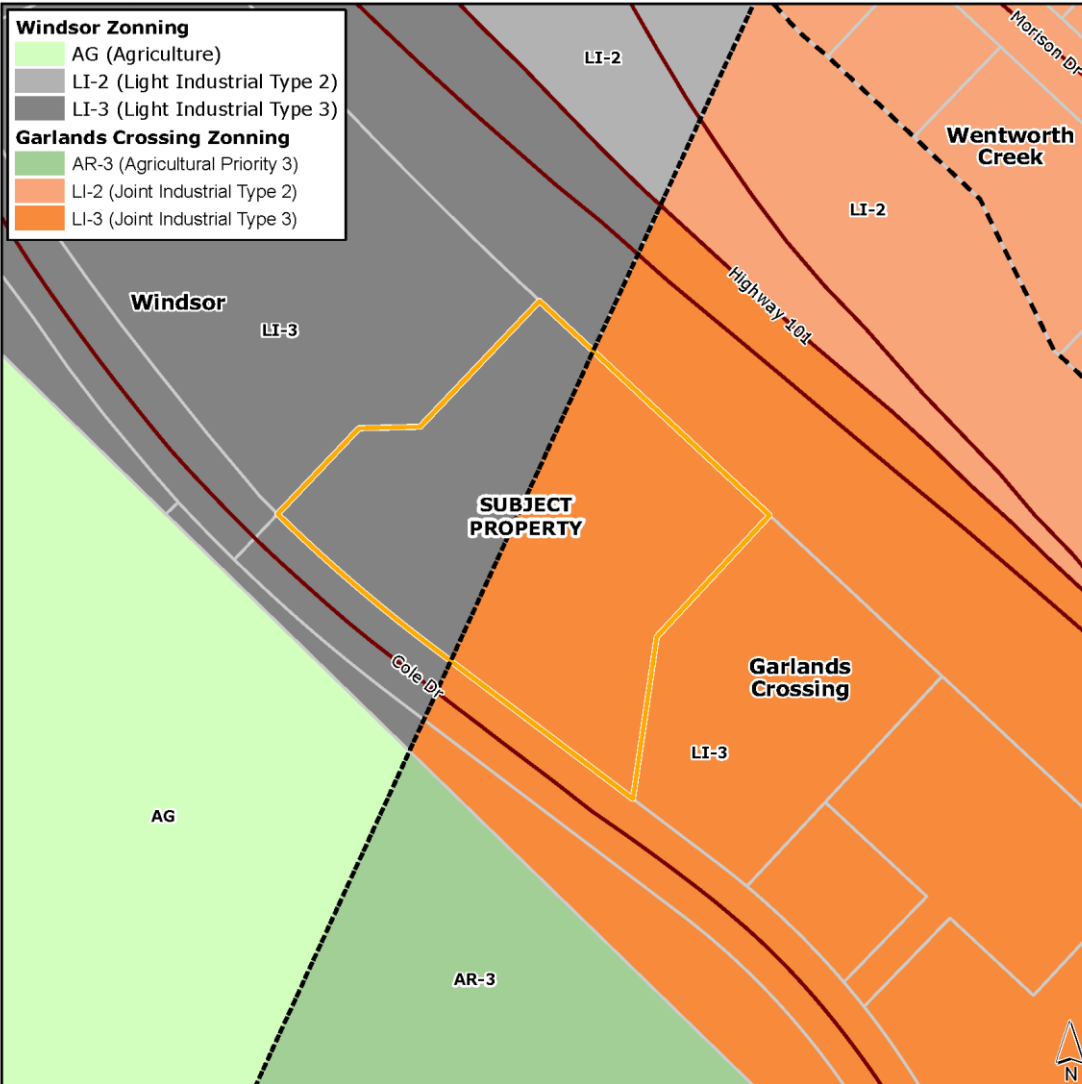 Windsor Zonning
AG (Agriculture)
LI-2 (Light Industrial Type 2)
LI-3 (Light Industrial Type 3)
Garlands Crossing Zonning
AR-3 (Agricultural Priority 3)
LI-2 (Joint Industrial Type 2)
LI-3 (Joint Industrial Type 3)
LI-2
Morison Dr
Wentworth
Creek
LI-2
Highway 101
Windsor
LI-3
SUBJECT
PROPERTY
Cole Dr
Garlands
Crossing
LI-3
AG
AR-3
N